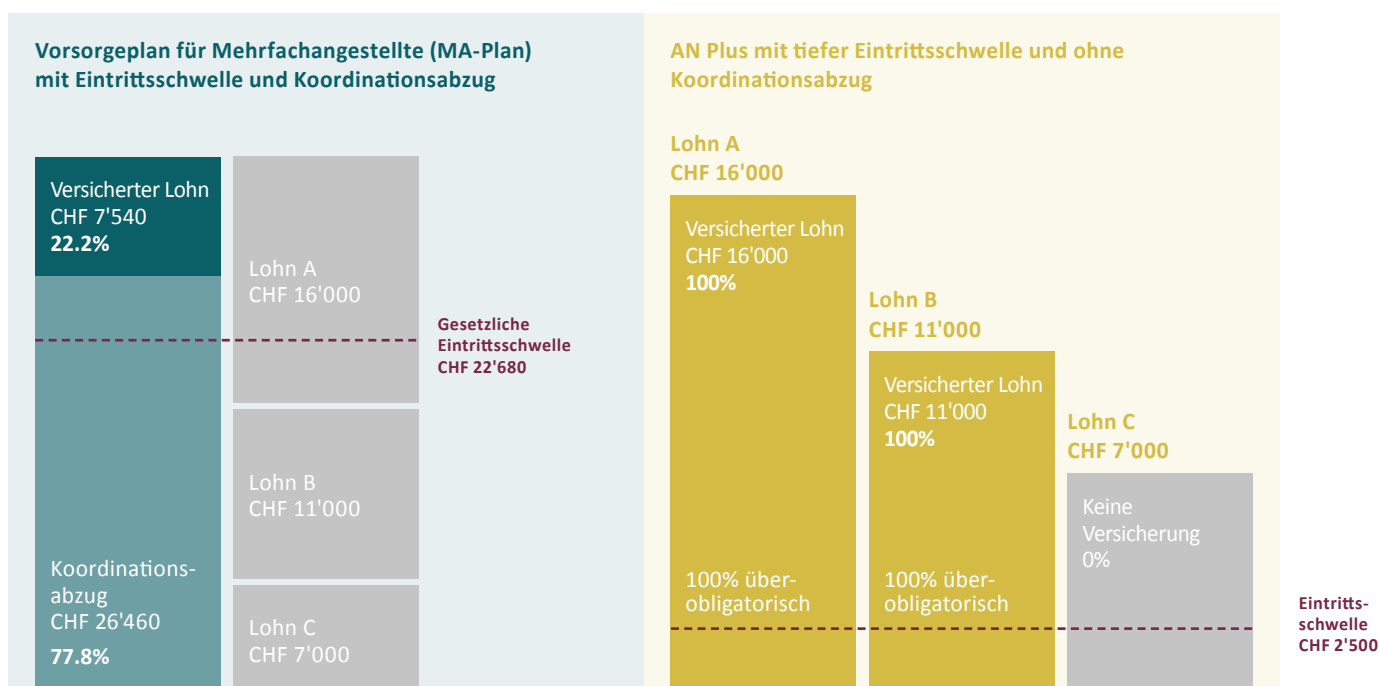 Vorsorgeplan für Mehrfachangestellte (MA-Plan)
mit Eintrittsschwelle und Koordinationsabzug
Versicherter Lohn
CHF 7'540
22.2%
Koordinations-
abzug
CHF 26'460
77.8%
Lohn A
CHF 16'000
Lohn B
CHF 11'000
Lohn C
CHF 7'000
Gesetzliche
Eintrittsschwelle
CHF 22'680
AN Plus mit tiefer Eintrittsschwelle und ohne
Koordinationsabzug
Lohn A
CHF 16'000
Versicherter Lohn
CHF 16'000
100%
100% über-
obligatorisch
Lohn B
CHF 11'000
Versicherter Lohn
CHF 11'000
100%
100% über-
obligatorisch
Lohn C
CHF 7'000
Keine
Versicherung
0%
Eintritts-
schwelle
CHF 2'500